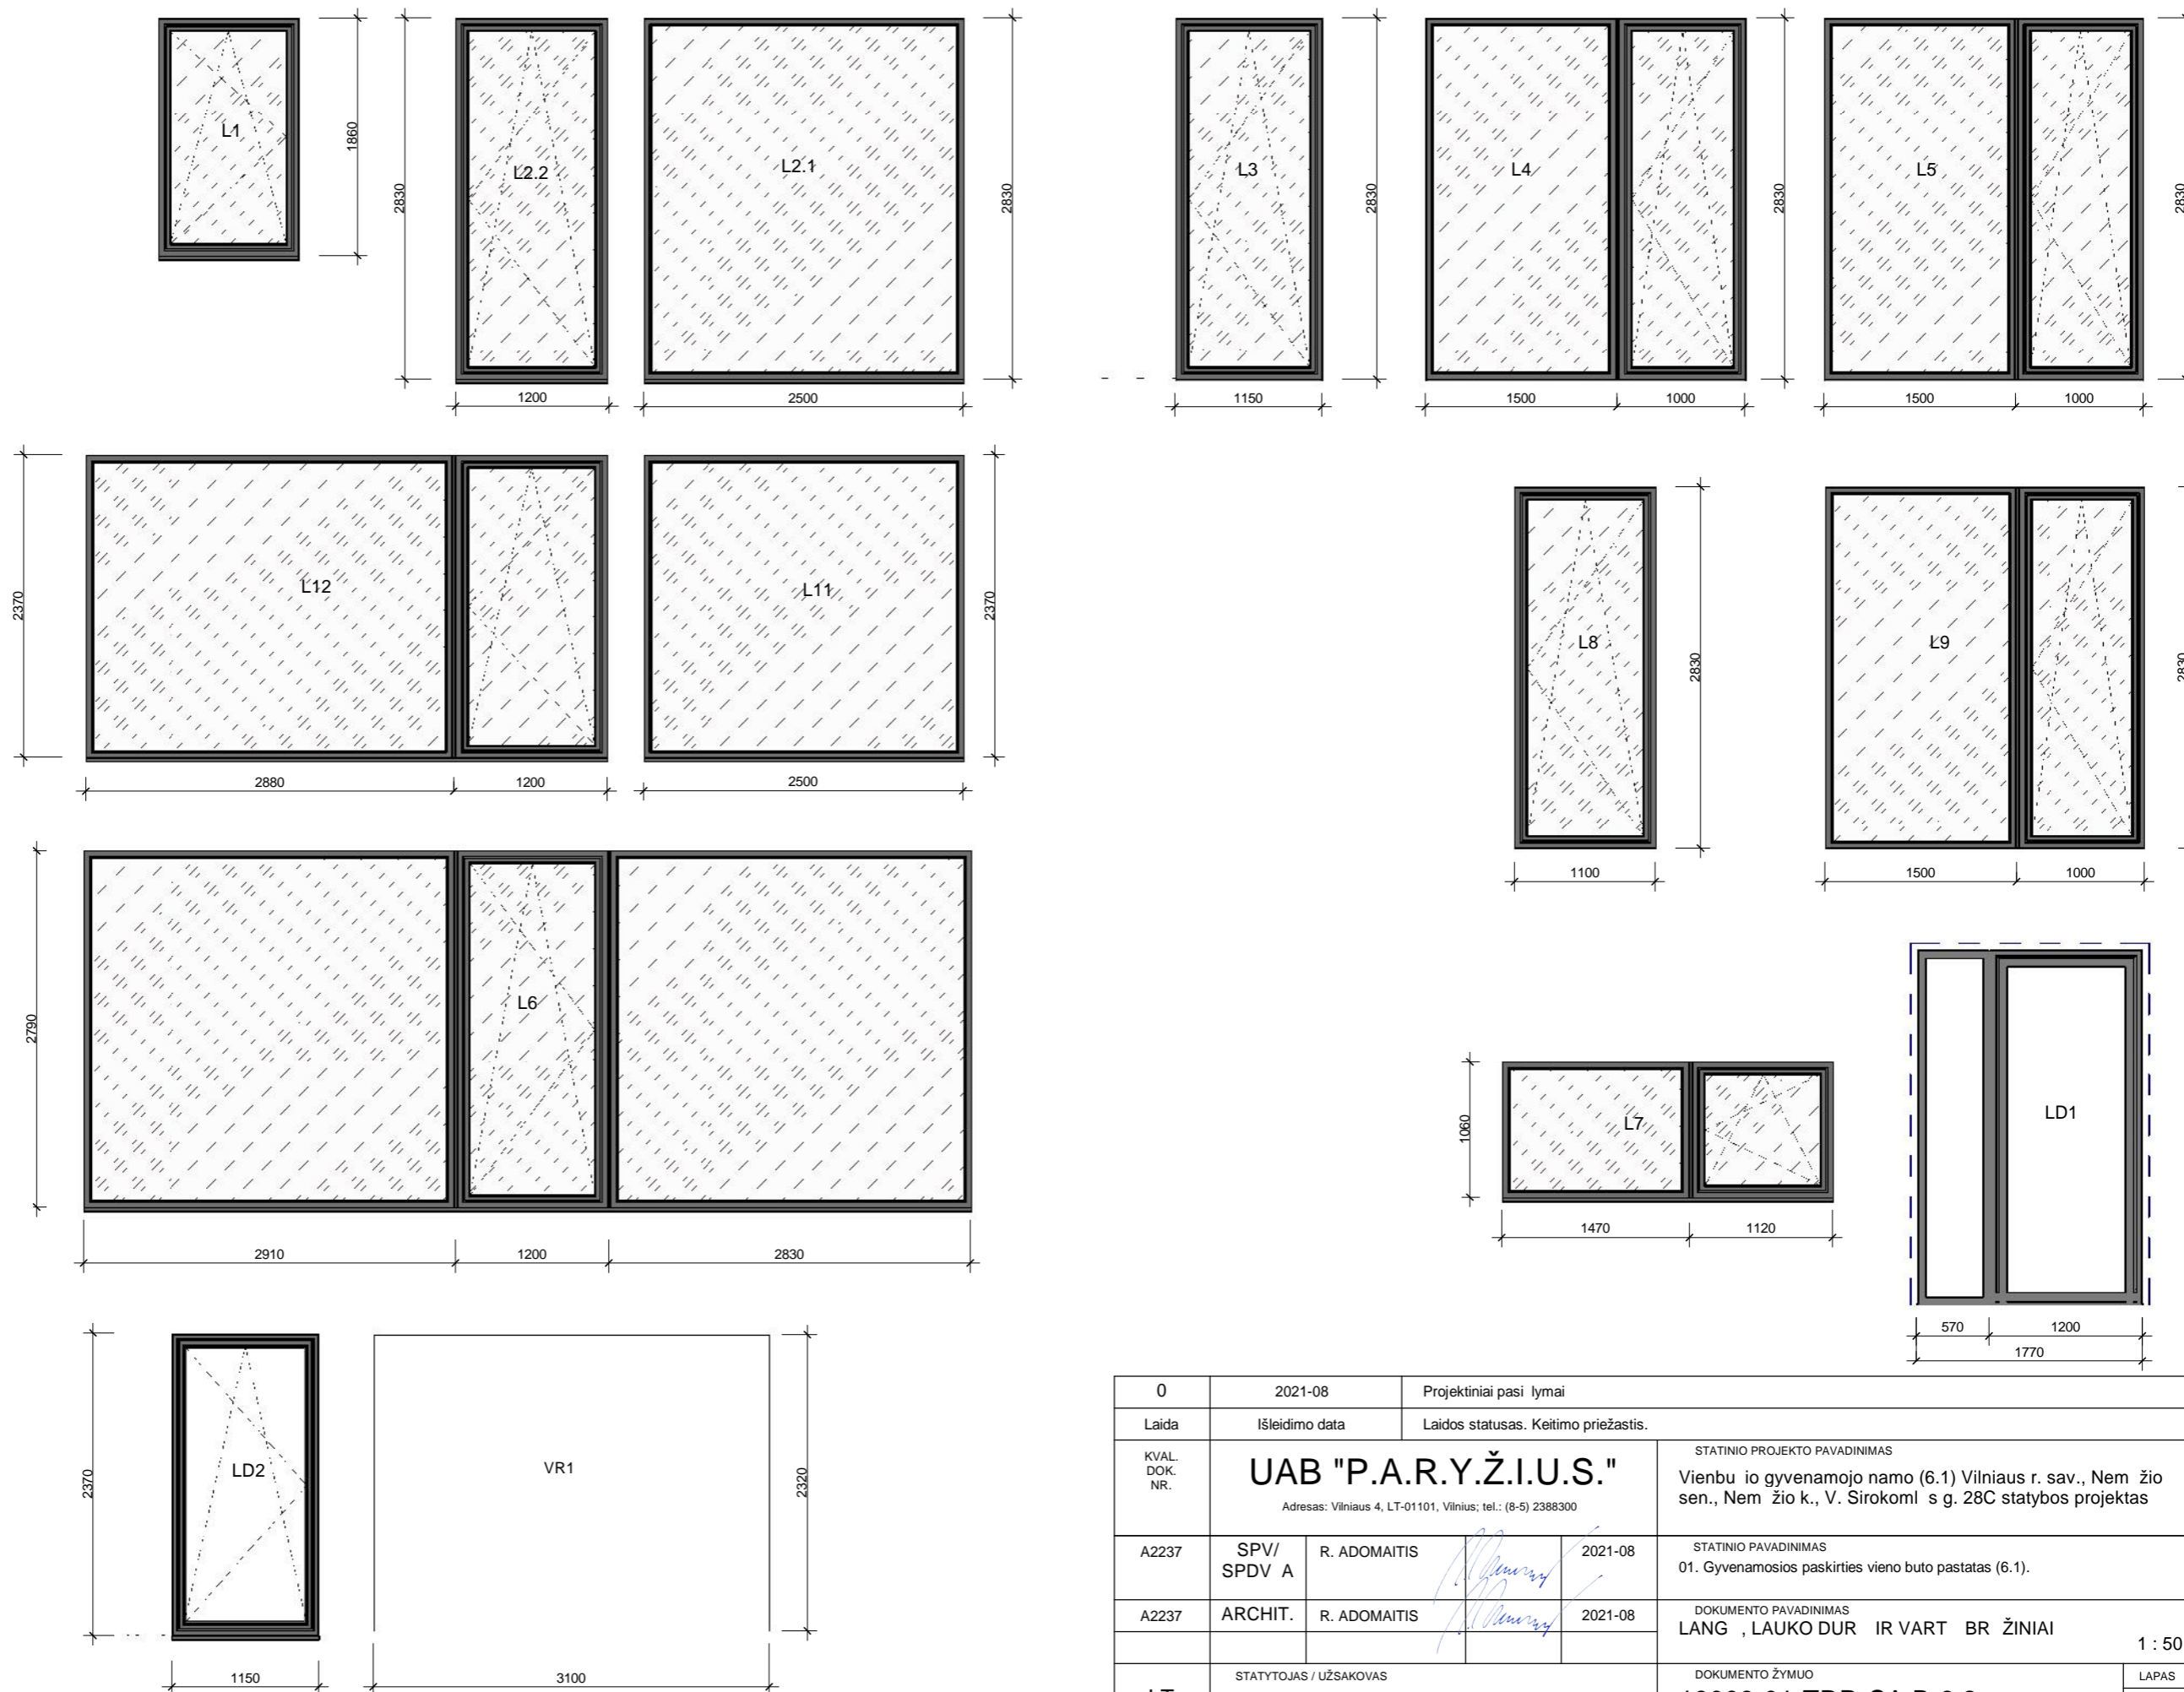 L1
1860
2830
L2.2
1200
L2.1
2500
2830
L3
1150
2830
L4
1500
1000
2830
L5
1500
1000
2830
2370
L12
2880
1200
L11
2500
2370
L8
1100
2830
L9
1500
1000
2830
2790
L6
2910
1200
2830
1060
L7
1470
1120
LD1
570
1200
1770
2370
LD2
1150
VR1
3100
2320
0
2021-08
Projektiniai pasi lymai
Laida
Išleidimo data
Laidos statusas. Keitimo priežastis.
KVAL.
DOK.
NR.
UAB "P.A.R.Y.Ž.I.U.S."
Adresas: Vilniaus 4, LT-01101, Vilnius; tel.: (8-5) 2388300
STATINIO PROJEKTO PAVADINIMAS
Vienbu io gyvenamojo namo (6.1) Vilniaus r. sav., Nem žio
sen., Nem žio k., V. Sirokoml s g. 28C statybos projektas
A2237
SPV/
SPDV A
R. ADOMAITIS
2021-08
STATINIO PAVADINIMAS
01. Gyvenamosios paskirties vieno buto pastatas (6.1).
A2237
ARCHIT.
R. ADOMAITIS
2021-08
DOKUMENTO PAVADINIMAS
LANG , LAUKO DUR IR VART BR ŽINIAI
1 : 50
STATYTOJAS / UŽSAKOVAS
DOKUMENTO ŽYMUO
LAPAS